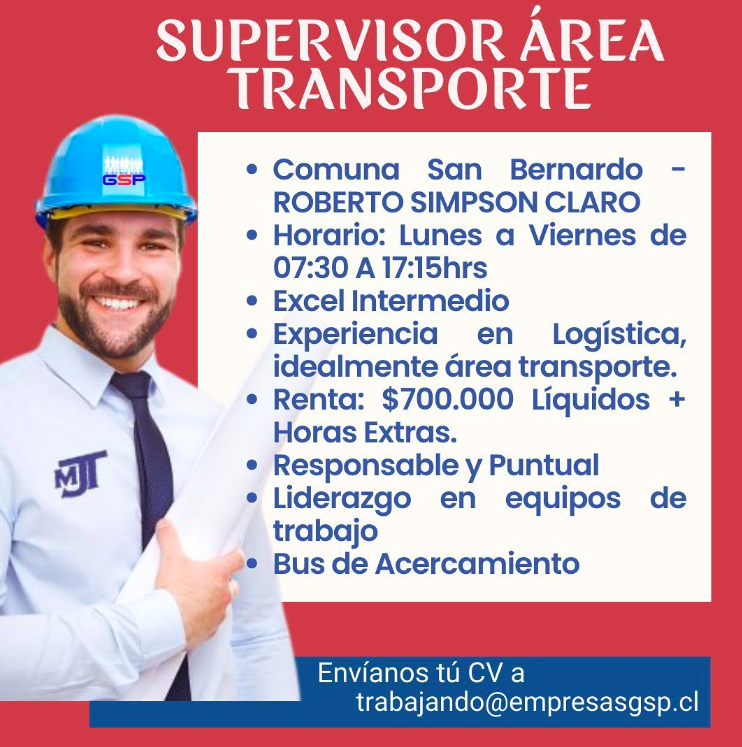 SUPERVISOR ÁREA
TRANSPORTE
GSP
• Comuna San Bernardo -
ROBERTO SIMPSON CLARO
• Horario: Lunes a Viernes de
07:30 A 17:15hrs
• Excel Intermedio
• Experiencia en Logística,
idealmente área transporte.
• Renta: $700.000 Líquidos +
Horas Extras.
• Responsable y Puntual
• Liderazgo en equipos de
trabajo
• Bus de Acercamiento
MJT
Envíanos tú CV a
trabajando@empresasgsp.cl